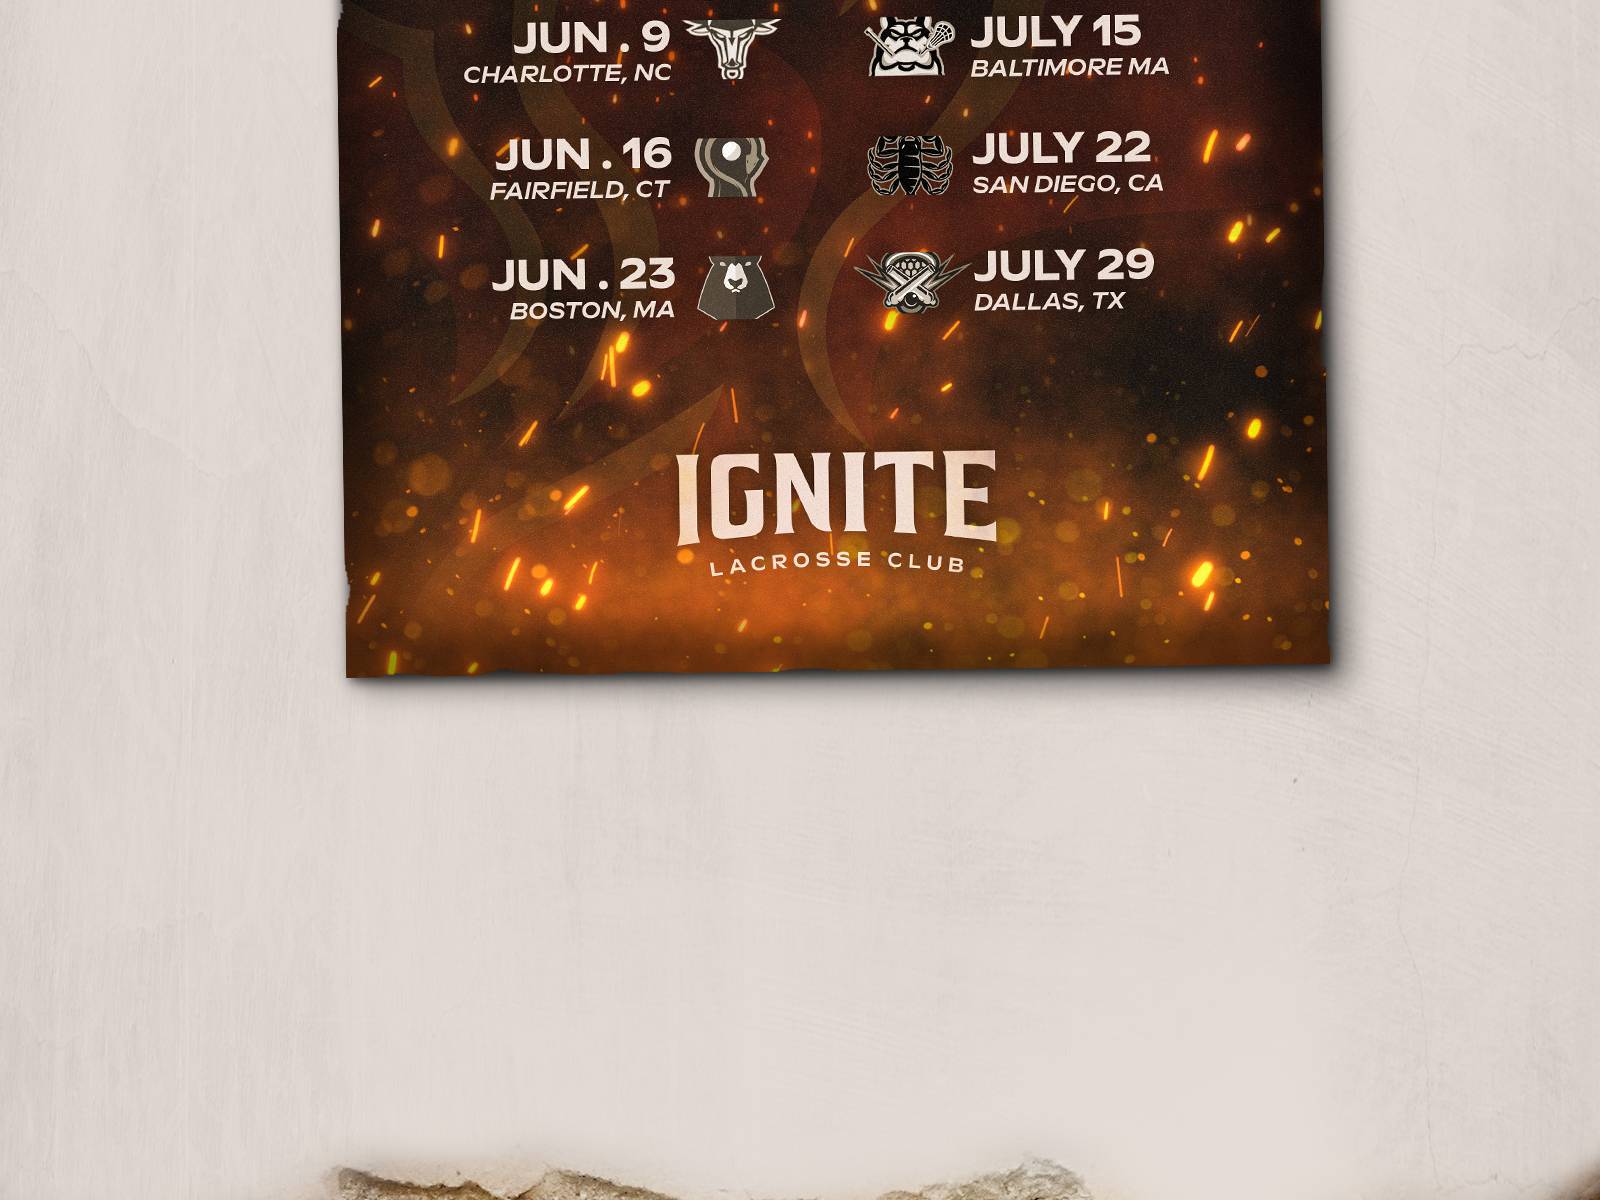 JUN . 9
CHARLOTTE, NC
JUN . 16
FAIRFIELD, CT
JUN . 23
BOSTON, MA
JULY 15
BALTIMORE MA
JULY 22
SAN DIEGO, CA
JULY 29
DALLAS, TX
IGNITE
LACROSSE CLUB